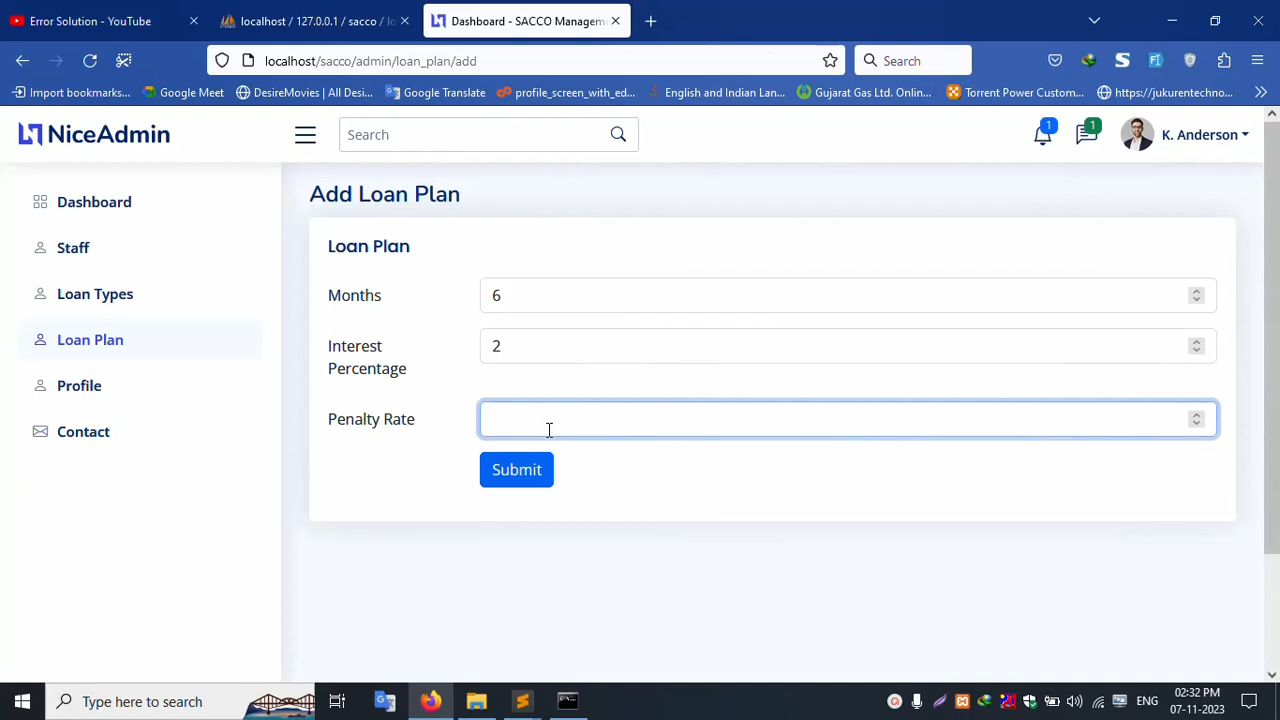 Error Solution - YouTube
localhost / 127.0.0.1 / sacco / lo
Dashboard - SACCO Managem
localhost/sacco/admin/loan_plan/add
Search
Import bookmarks...
Google Meet
DesireMovies | All Desi...
Google Translate
profile_screen_with_ed...
English and Indian Lan...
Gujarat Gas Ltd. Onlin...
Torrent Power Custom...
https://jukurentechno...
NiceAdmin
Search
1
1
K. Anderson
Dashboard
Staff
Loan Types
Loan Plan
Profile
Contact
Add Loan Plan
Loan Plan
Months
6
Interest
Percentage
2
Penalty Rate
Submit
Type here to search
ENG
02:32 PM
07-11-2023